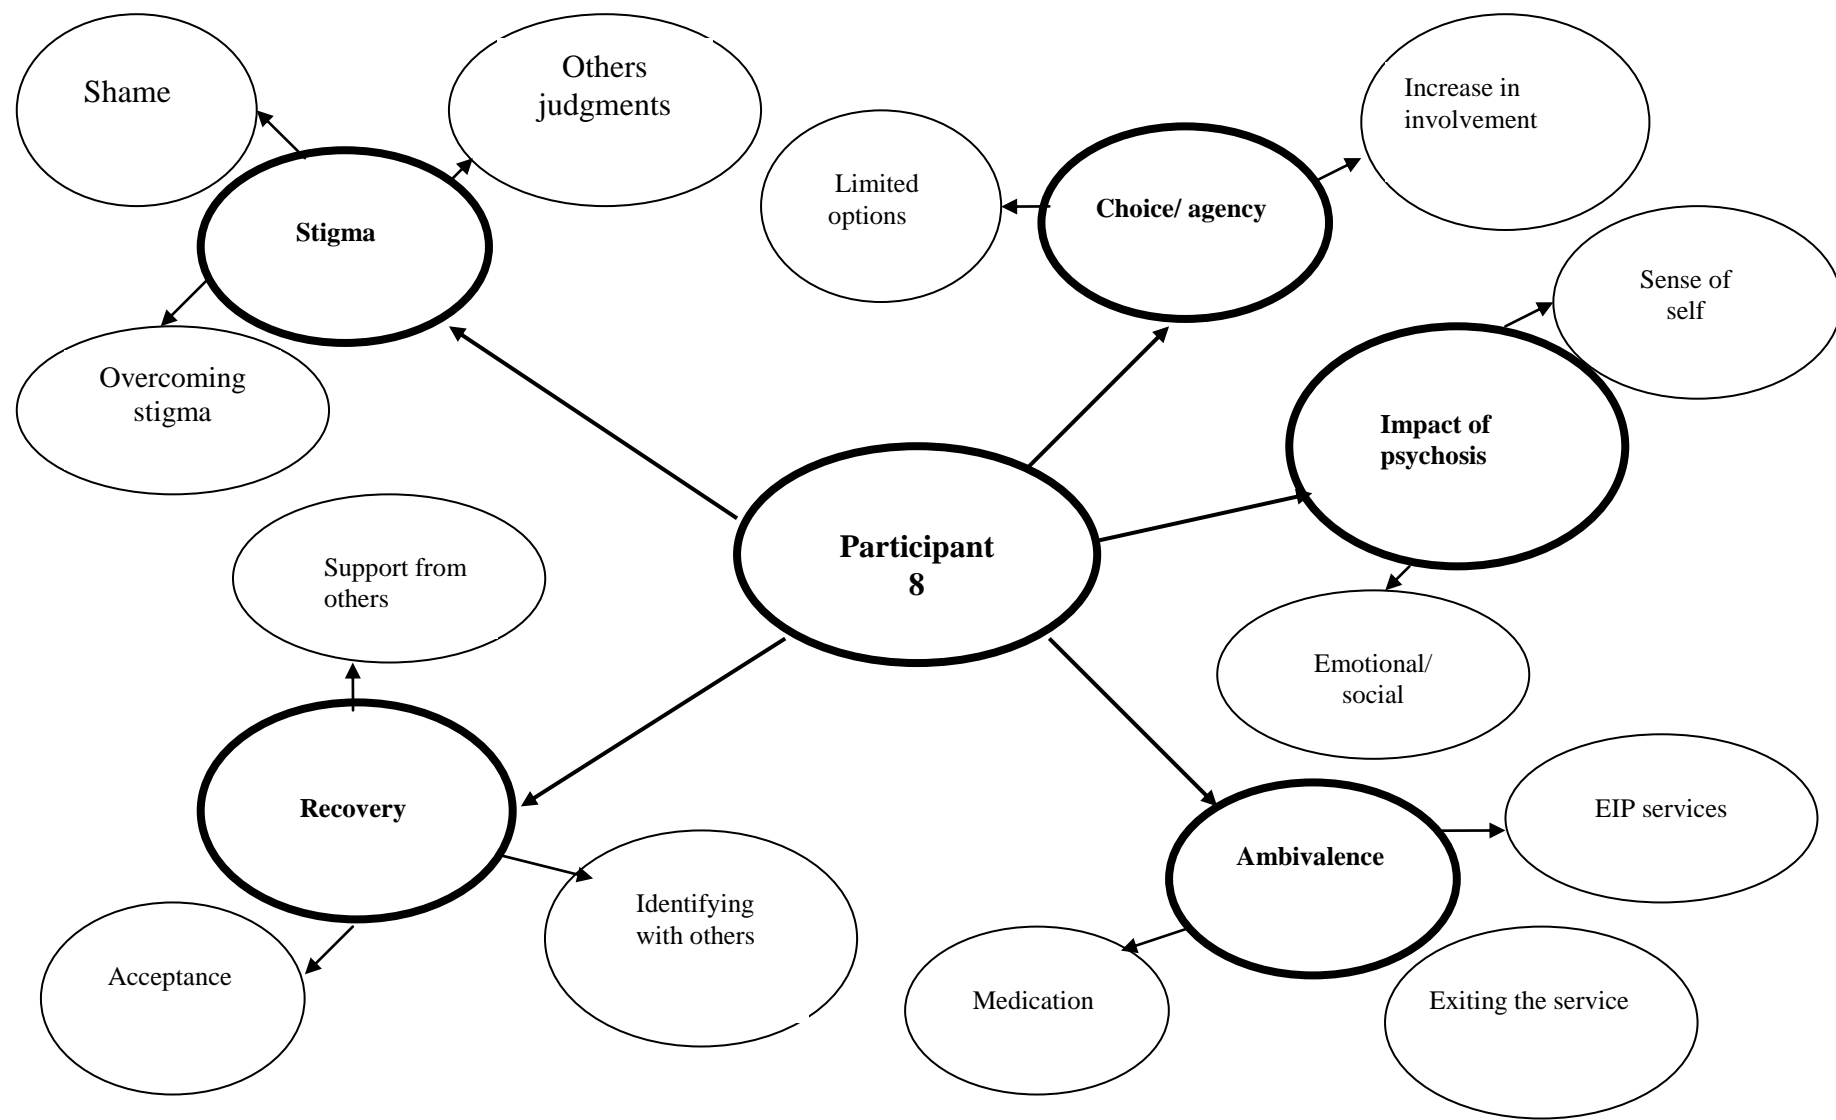 Shame
Others
judgments
Increase in
involvement
Limited
options
Choice/ agency
Stigma
Sense of
self
Overcoming
stigma
Impact of
psychosis
Participant
8
Support from
others
Emotional/
social
Recovery
EIP services
Ambivalence
Identifying
with others
Acceptance
Medication
Exiting the service